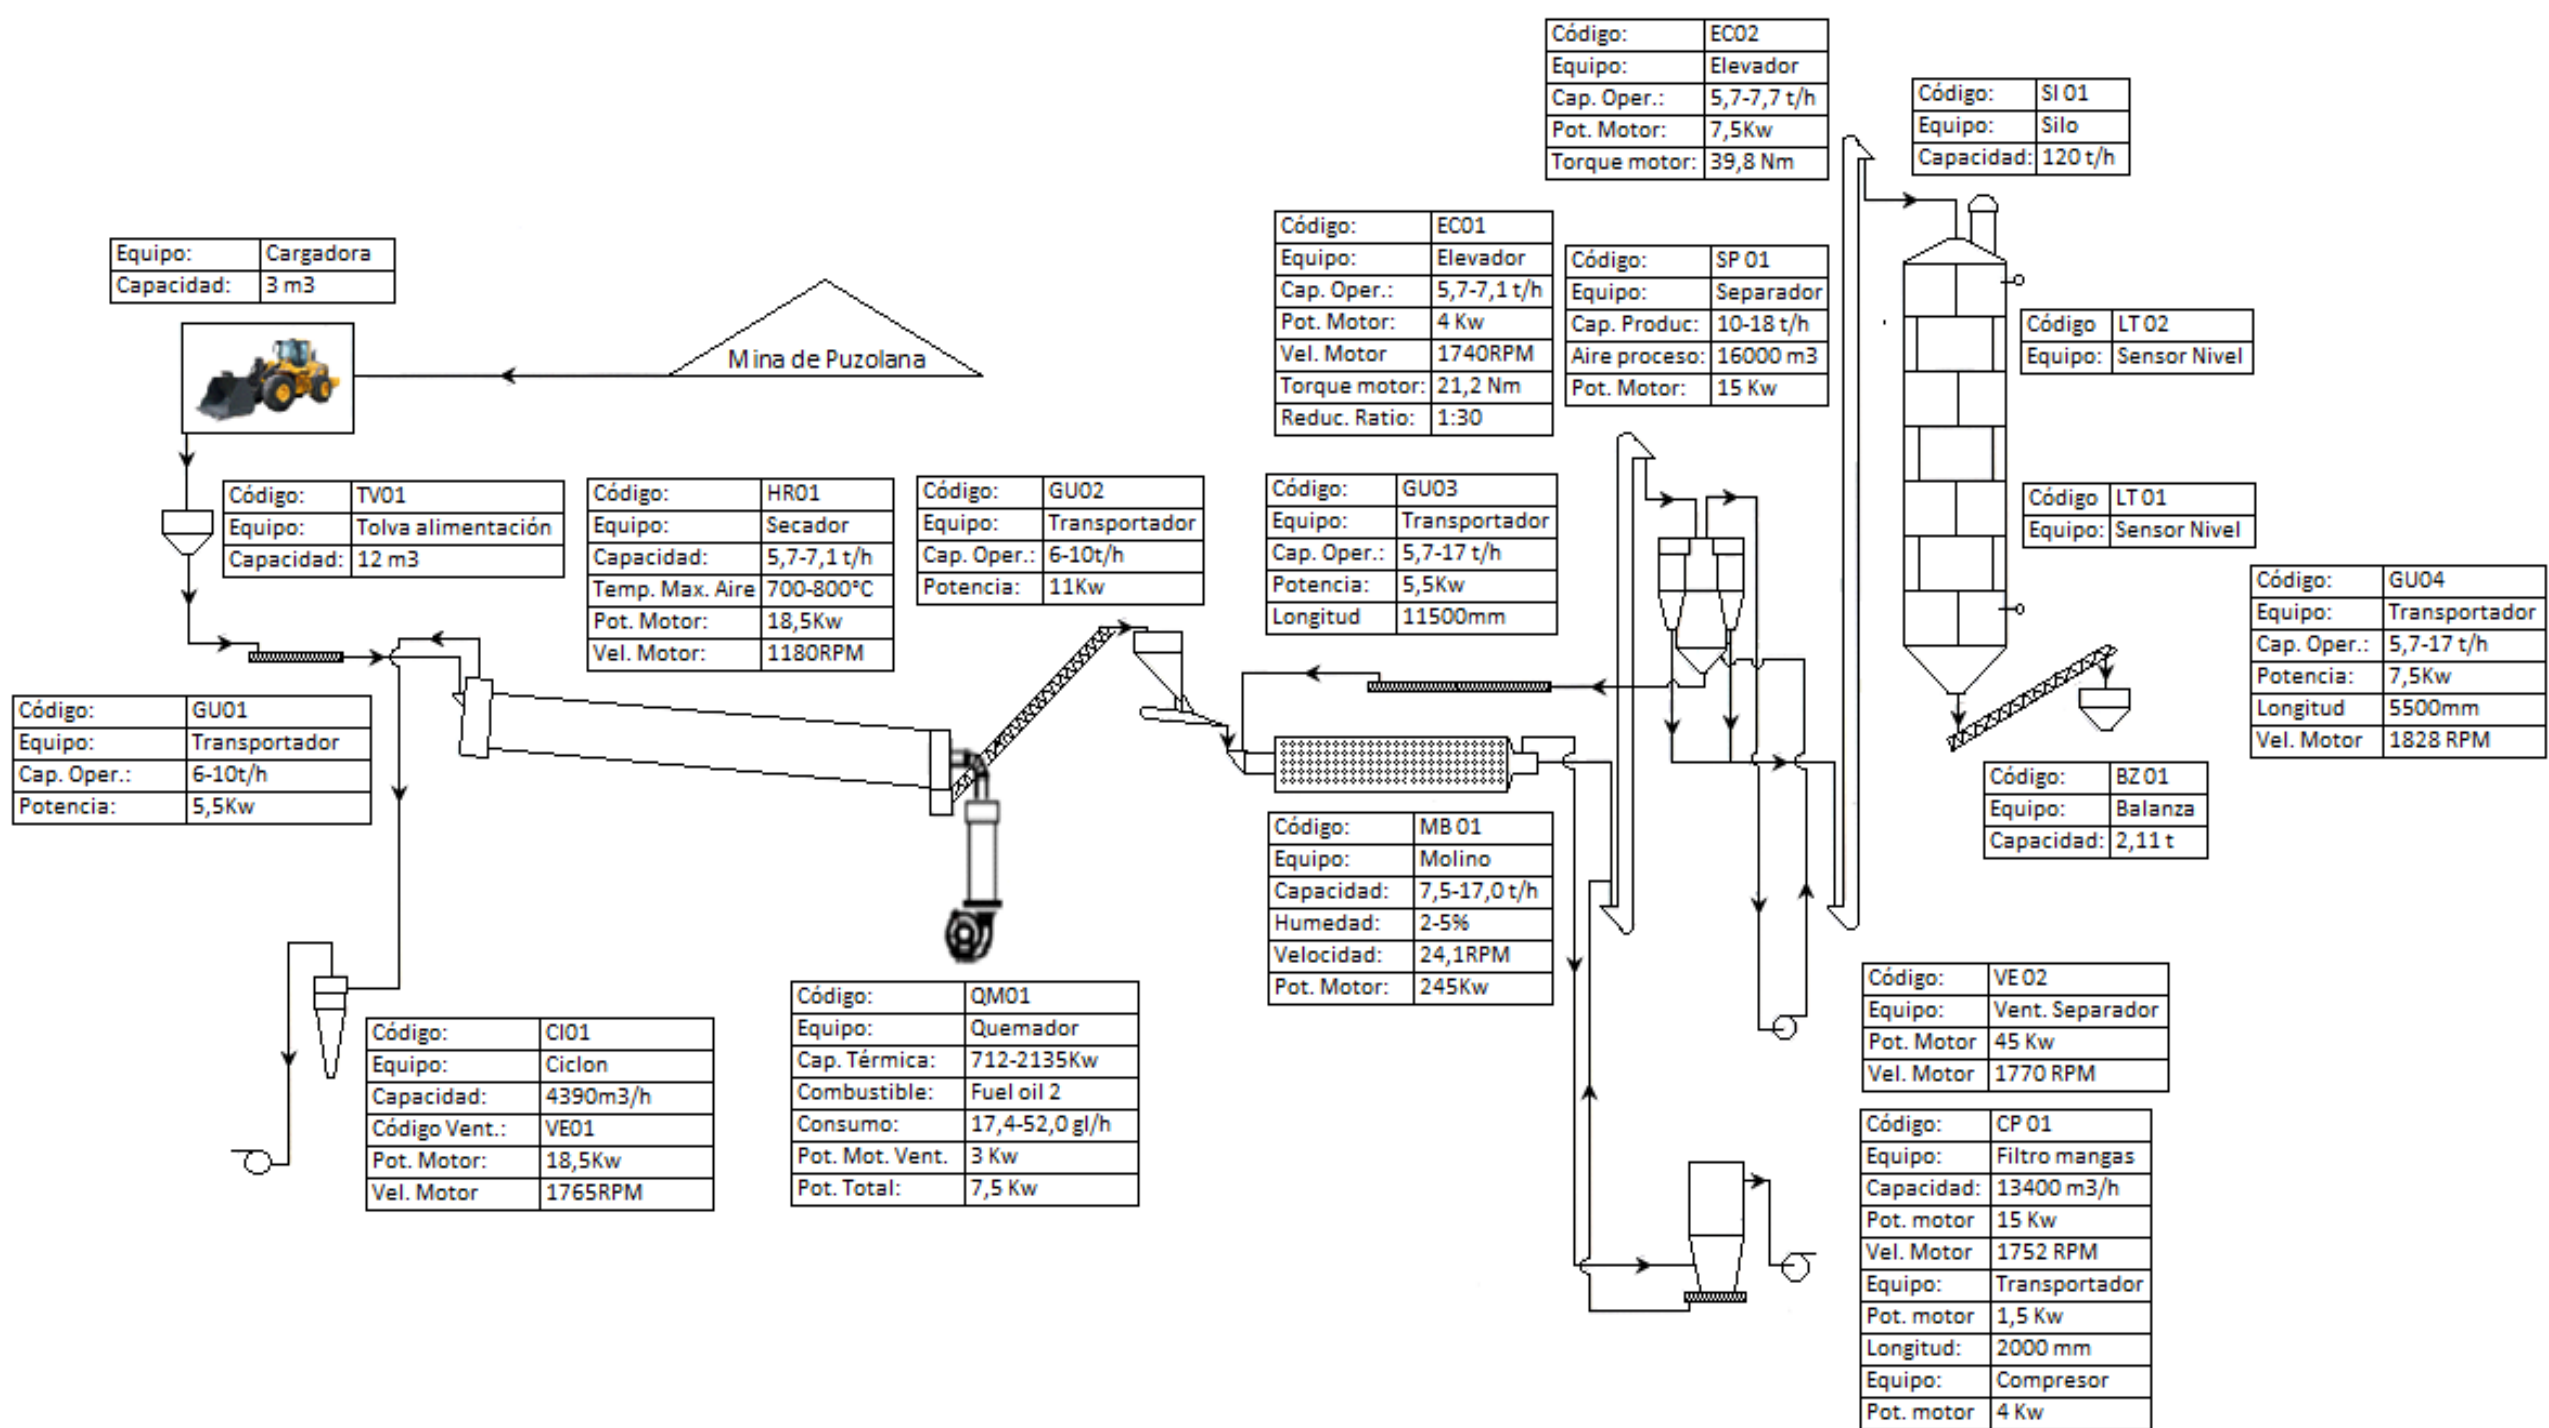 Código: EC02
Equipo: Elevador
Cap. Oper.: 5,7-7,7 t/h
Pot. Motor: 7,5Kw
Torque motor: 39,8 Nm
Código: SI 01
Equipo: Silo
Capacidad: 120 t/h
Equipo: Cargadora
Capacidad: 3 m3
Mina de Puzolana
Código: EC01
Equipo: Elevador
Cap. Oper.: 5,7-7,1 t/h
Pot. Motor: 4 Kw
Vel. Motor 1740RPM
Torque motor: 21,2 Nm
Reduc. Ratio: 1:30
Código: SP 01
Equipo: Separador
Cap. Produc: 10-18 t/h
Aire proceso: 16000 m3
Pot. Motor: 15 Kw
Código LT 02
Equipo: Sensor Nivel
Código: TV01
Equipo: Tolva alimentación
Capacidad: 12 m3
Código: HR01
Equipo: Secador
Capacidad: 5,7-7,1 t/h
Temp. Max. Aire 700-800°C
Pot. Motor: 18,5Kw
Vel. Motor: 1180RPM
Código: GU02
Equipo: Transportador
Cap. Oper.: 6-10t/h
Potencia: 11Kw
Código: GU03
Equipo: Transportador
Cap. Oper.: 5,7-17 t/h
Potencia: 5,5Kw
Longitud 11500mm
Código LT 01
Equipo: Sensor Nivel
Código: GU04
Equipo: Transportador
Cap. Oper.: 5,7-17 t/h
Potencia: 7,5Kw
Longitud 5500mm
Vel. Motor 1828 RPM
Código: GU01
Equipo: Transportador
Cap. Oper.: 6-10t/h
Potencia: 5,5Kw
Código: BZ 01
Equipo: Balanza
Capacidad: 2,11 t
Código: MB 01
Equipo: Molino
Capacidad: 7,5-17,0 t/h
Humedad: 2-5%
Velocidad: 24,1RPM
Pot. Motor: 245Kw
Código: CI01
Equipo: Ciclon
Capacidad: 4390m3/h
Código Vent.: VE01
Pot. Motor: 18,5Kw
Vel. Motor 1765RPM
Código: QM01
Equipo: Quemador
Cap. Térmica: 712-2135Kw
Combustible: Fuel oil 2
Consumo: 17,4-52,0 gl/h
Pot. Mot. Vent. 3 Kw
Pot. Total: 7,5 Kw
Código: VE 02
Equipo: Vent. Separador
Pot. Motor 45 Kw
Vel. Motor 1770 RPM
Código: CP 01
Equipo: Filtro mangas
Capacidad: 13400 m3/h
Pot. motor 15 Kw
Vel. Motor 1752 RPM
Equipo: Transportador
Pot. motor 1,5 Kw
Longitud: 2000 mm
Equipo: Compresor
Pot. motor 4 Kw